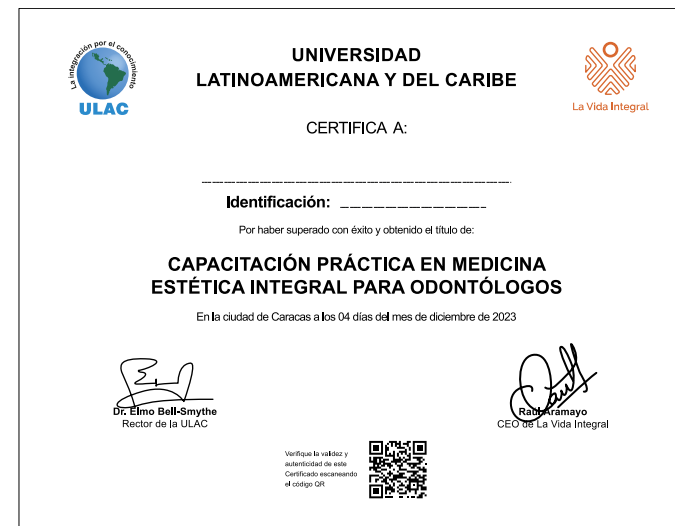 La integración por el conocimiento
ULAC
UNIVERSIDAD
LATINOAMERICANA Y DEL CARIBE
La Vida Integral
CERTIFICA A:
Identificación:
Por haber superado con éxito y obtenido el título de:
CAPACITACIÓN PRÁCTICA EN MEDICINA
ESTÉTICA INTEGRAL PARA ODONTÓLOGOS
En la ciudad de Caracas a los 04 días del mes de diciembre de 2023
Dr. Elmo Bell-Smythe
Rector de la ULAC
Raúl Aramayo
CEO de La Vida Integral
Verifique la validez y
autenticidad de este
Certificado escaneando
el código QR